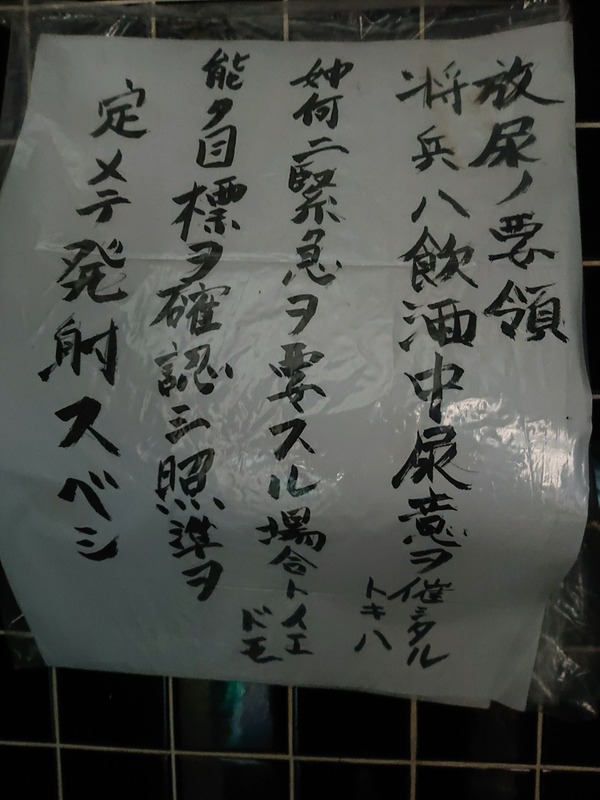 放尿ノ要領
将兵ハ飲酒中尿意ヲ催シタル
トキハ
如何ニ緊急ヲ要スル場合トイエ
ドモ
能ク目標ヲ確認シ照準ヲ
定メテ発射スベシ